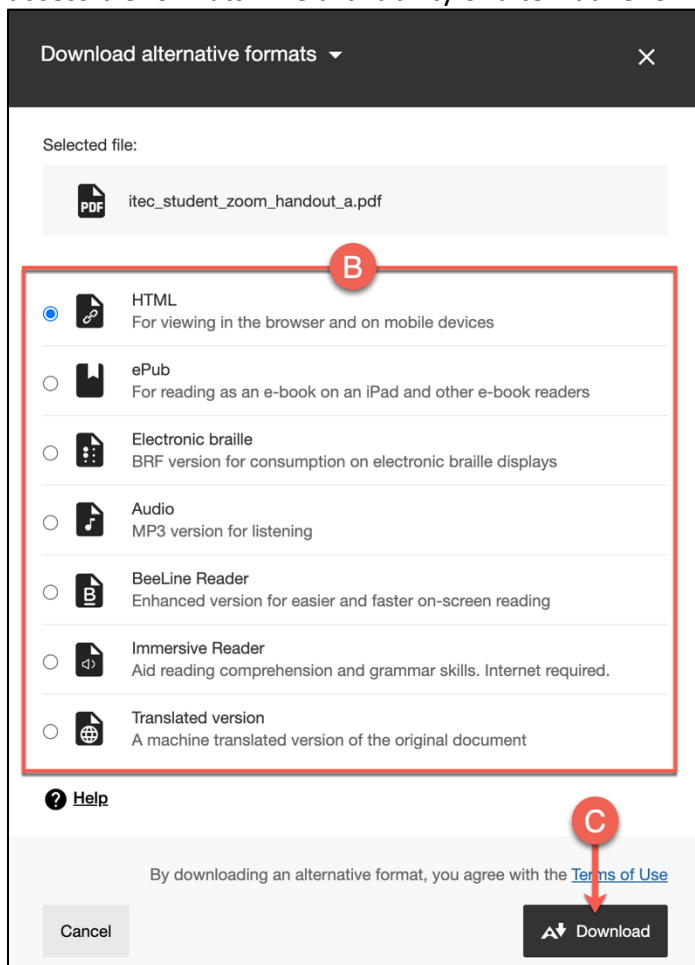 Download alternative formats
Selected file:
PDF
itec_student_zoom_handout_a.pdf
B
HTML
For viewing in the browser and on mobile devices
ePub
For reading as an e-book on an iPad and other e-book readers
Electronic braille
BRF version for consumption on electronic braille displays
Audio
MP3 version for listening
B
BeeLine Reader
Enhanced version for easier and faster on-screen reading
Immersive Reader
Aid reading comprehension and grammar skills. Internet required.
Translated version
A machine translated version of the original document
? Help
C
By downloading an alternative format, you agree with the Terms of Use
Cancel
A Download